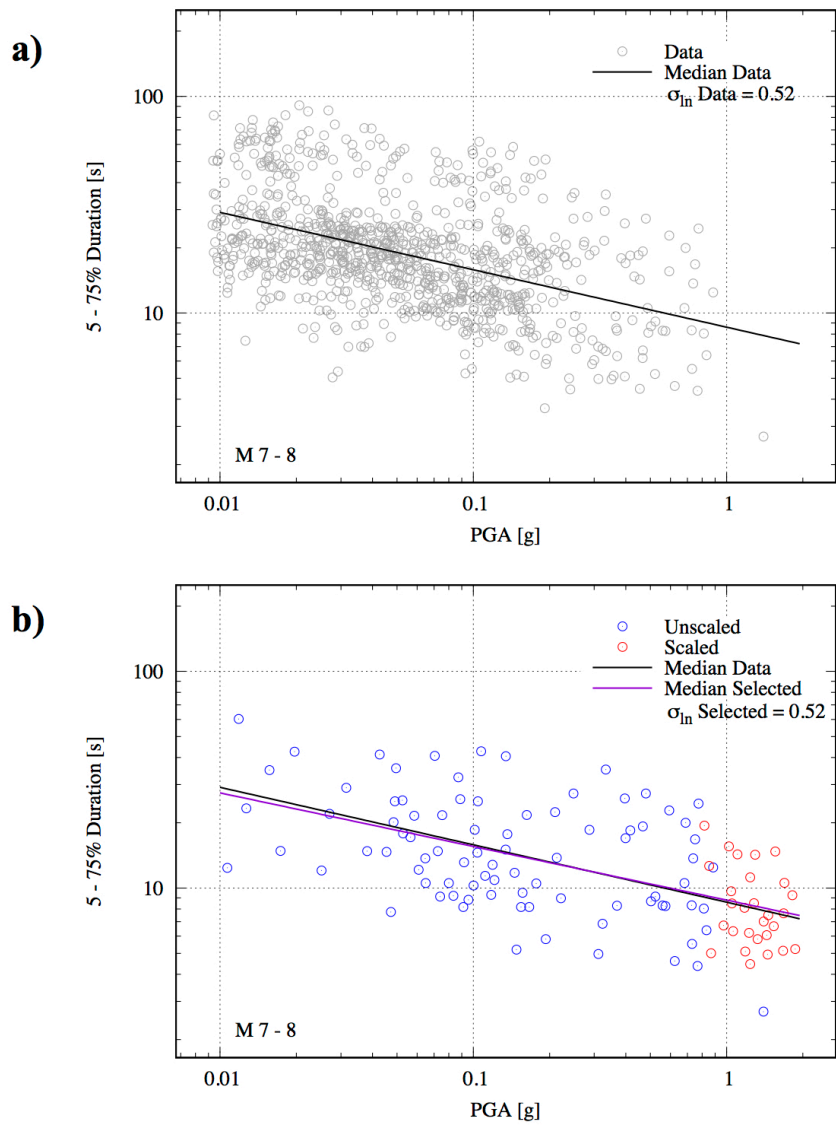 a)
Data
Median Data
σln Data = 0.52
100
10
5 - 75% Duration [s]
M 7 - 8
0.01 0.1 1
PGA [g]
b)
Unscaled
Scaled
Median Data
Median Selected
σln Selected = 0.52
100
10
5 - 75% Duration [s]
M 7 - 8
0.01 0.1 1
PGA [g]